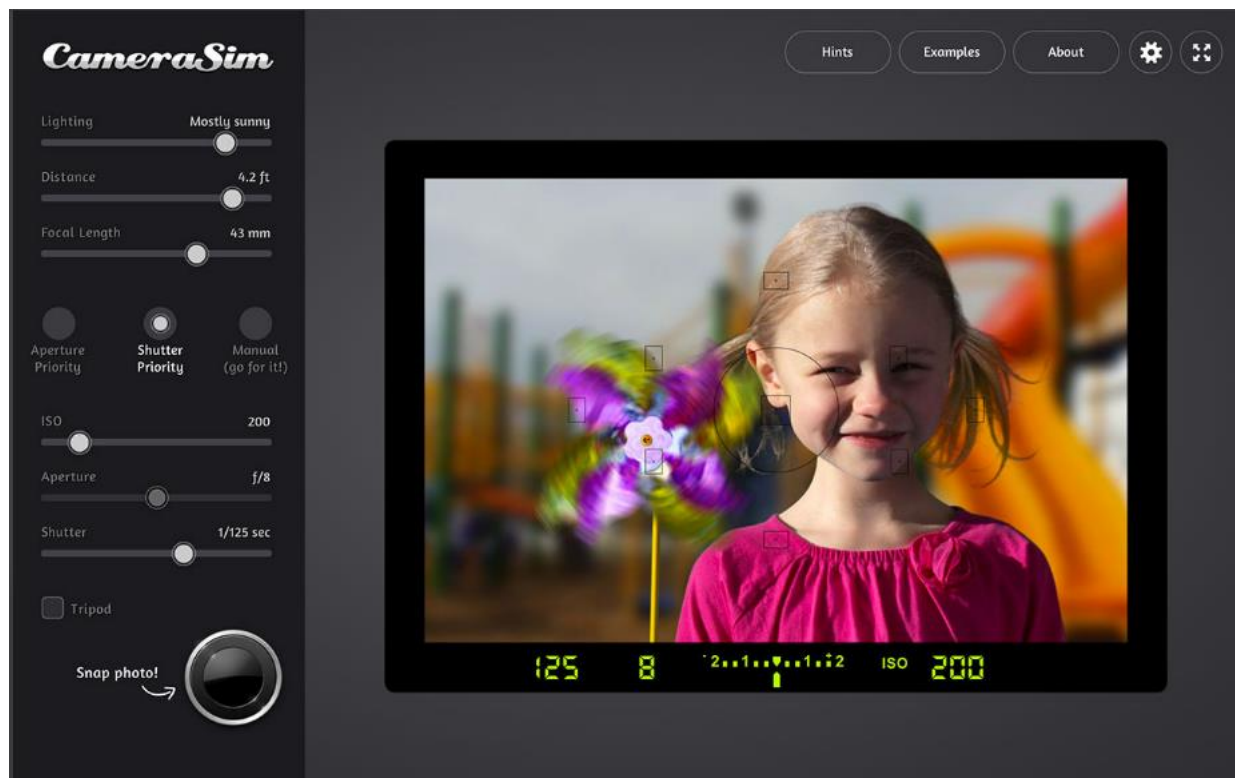 CameraSim
Hints Examples About
Lighting Mostly sunny
Distance 4.2 ft
Focal Length 43 mm
Aperture Priority
Shutter Priority
Manual (go for it!)
ISO 200
Aperture f/8
Shutter 1/125 sec
Tripod
Snap photo!
125 8 -2..1..▼..1..+2 ISO 200